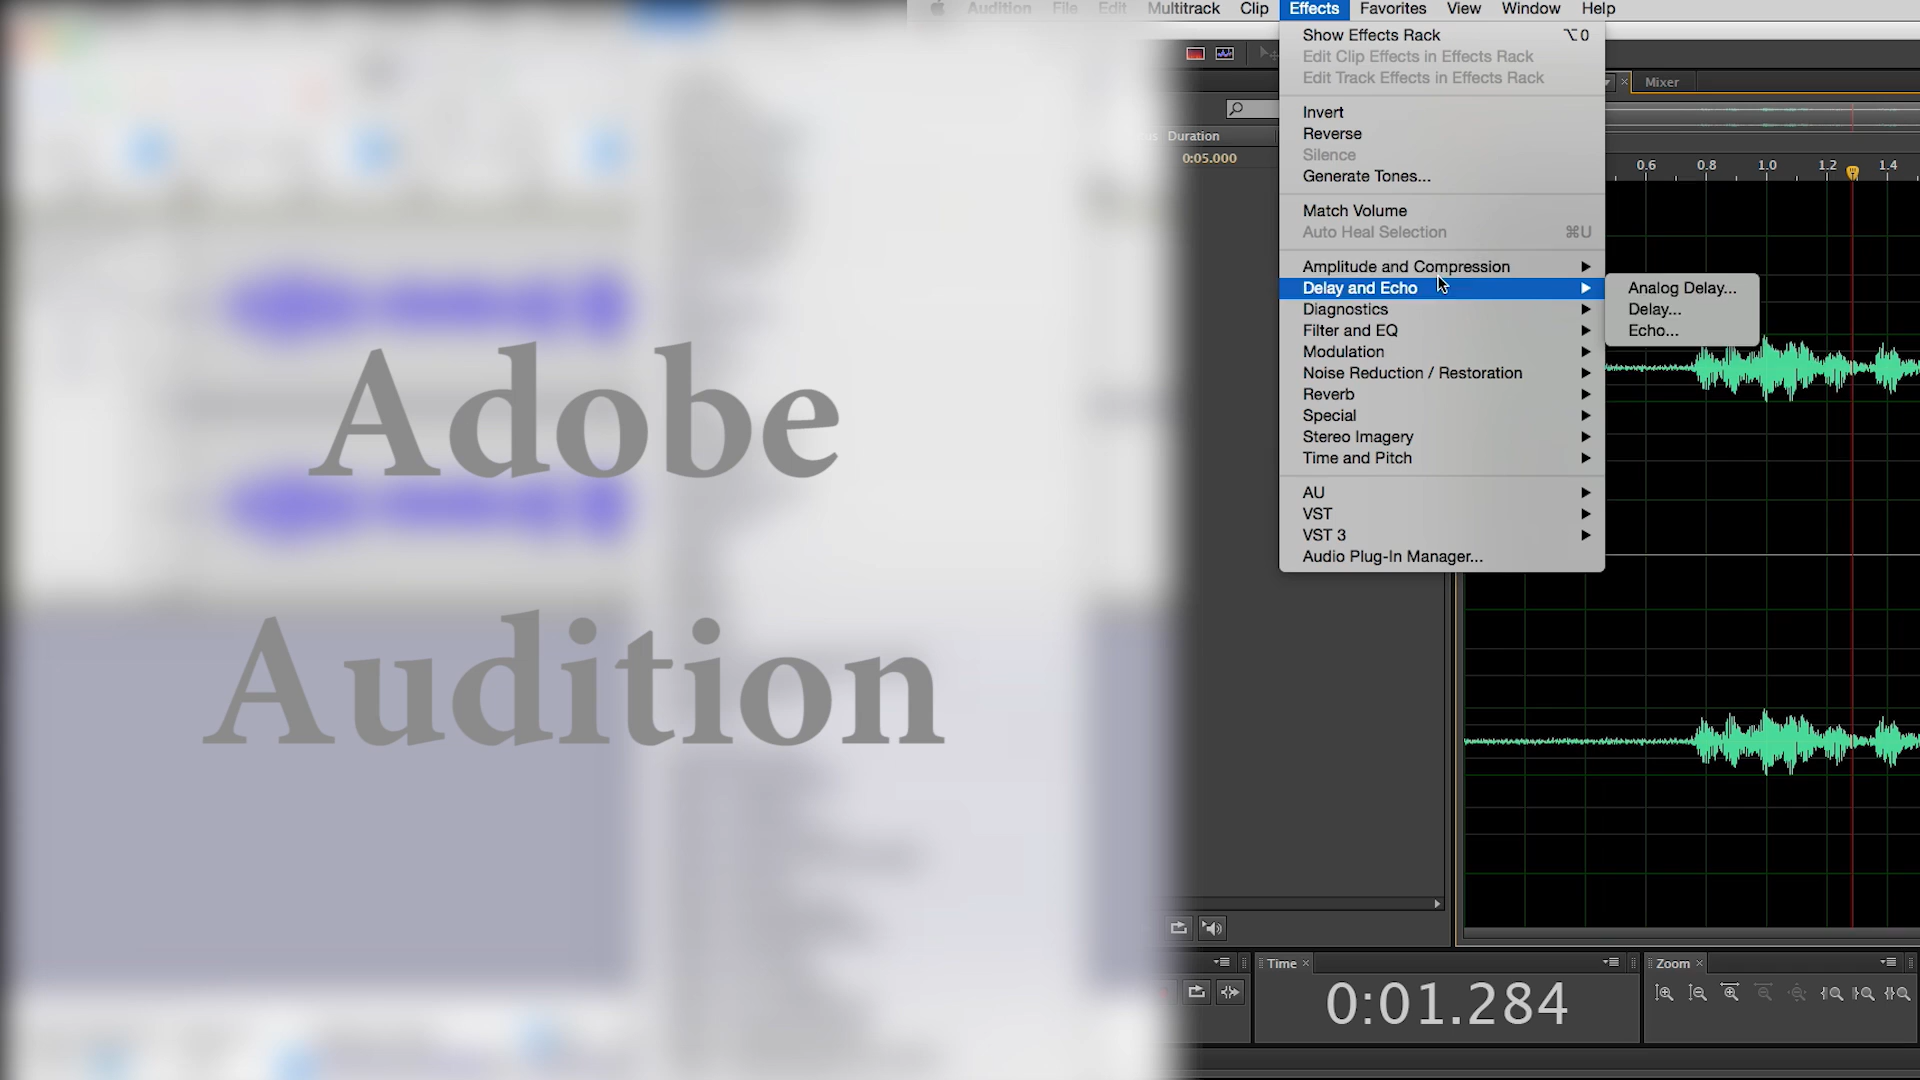 Audition File Edit Multitrack Clip Effects Favorites View Window Help
Show Effects Rack ⌥0
Edit Clip Effects in Effects Rack
Edit Track Effects in Effects Rack
Mixer
Invert
Reverse
Silence
Generate Tones...
Duration
0:05.000
0.6 0.8 1.0 1.2 1.4
Match Volume
Auto Heal Selection ⌘U
Amplitude and Compression
Delay and Echo
Diagnostics
Filter and EQ
Modulation
Noise Reduction / Restoration
Reverb
Special
Stereo Imagery
Time and Pitch
Analog Delay...
Delay...
Echo...
AU
VST
VST 3
Audio Plug-In Manager...
Adobe
Audition
Time
0:01.284
Zoom